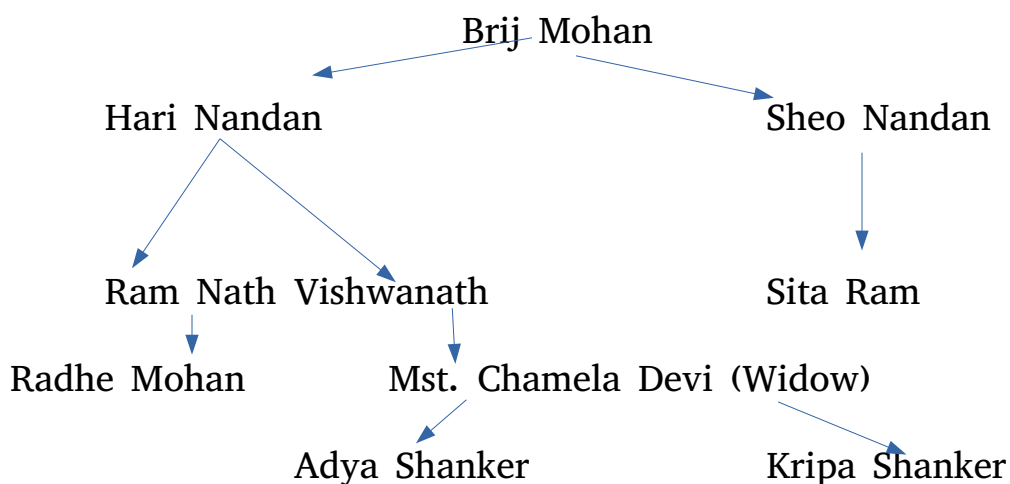 Brij Mohan
Hari Nandan Sheo Nandan
Ram Nath Vishwanath Sita Ram
Radhe Mohan Mst. Chamela Devi (Widow)
Adya Shanker Kripa Shanker